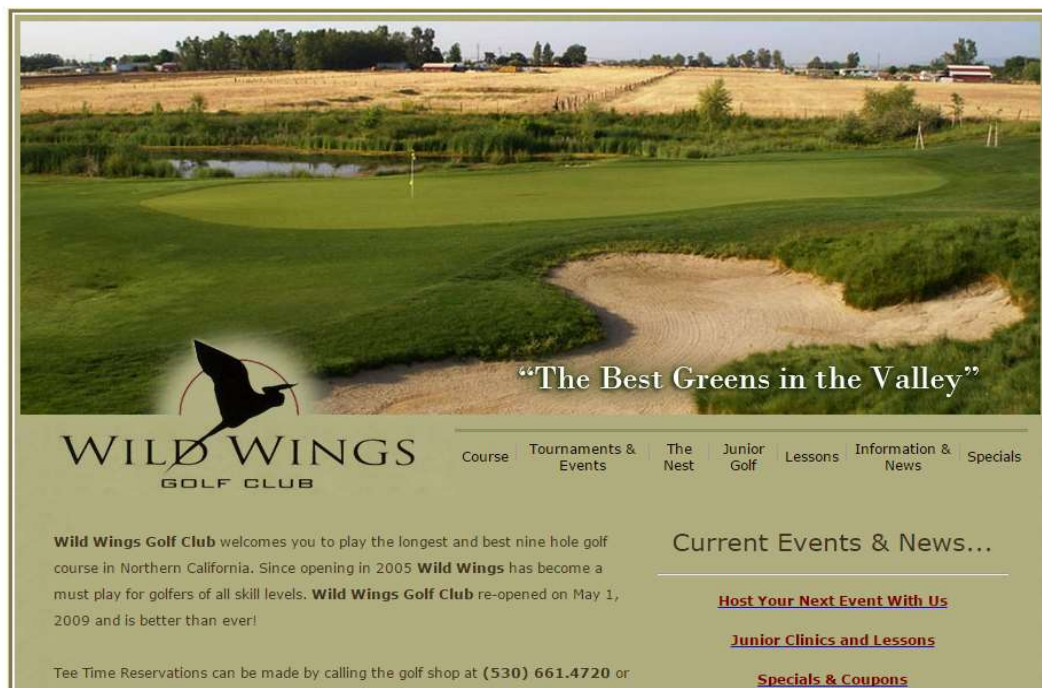 “The Best Greens in the Valley”
WILD WINGS
GOLF CLUB
Course
Tournaments &
Events
The
Nest
Junior
Golf
Lessons
Information &
News
Specials
Wild Wings Golf Club welcomes you to play the longest and best nine hole golf
course in Northern California. Since opening in 2005 Wild Wings has become a
must play for golfers of all skill levels. Wild Wings Golf Club re-opened on May 1,
2009 and is better than ever!
Tee Time Reservations can be made by calling the golf shop at (530) 661.4720 or
Current Events & News...
Host Your Next Event With Us
Junior Clinics and Lessons
Specials & Coupons